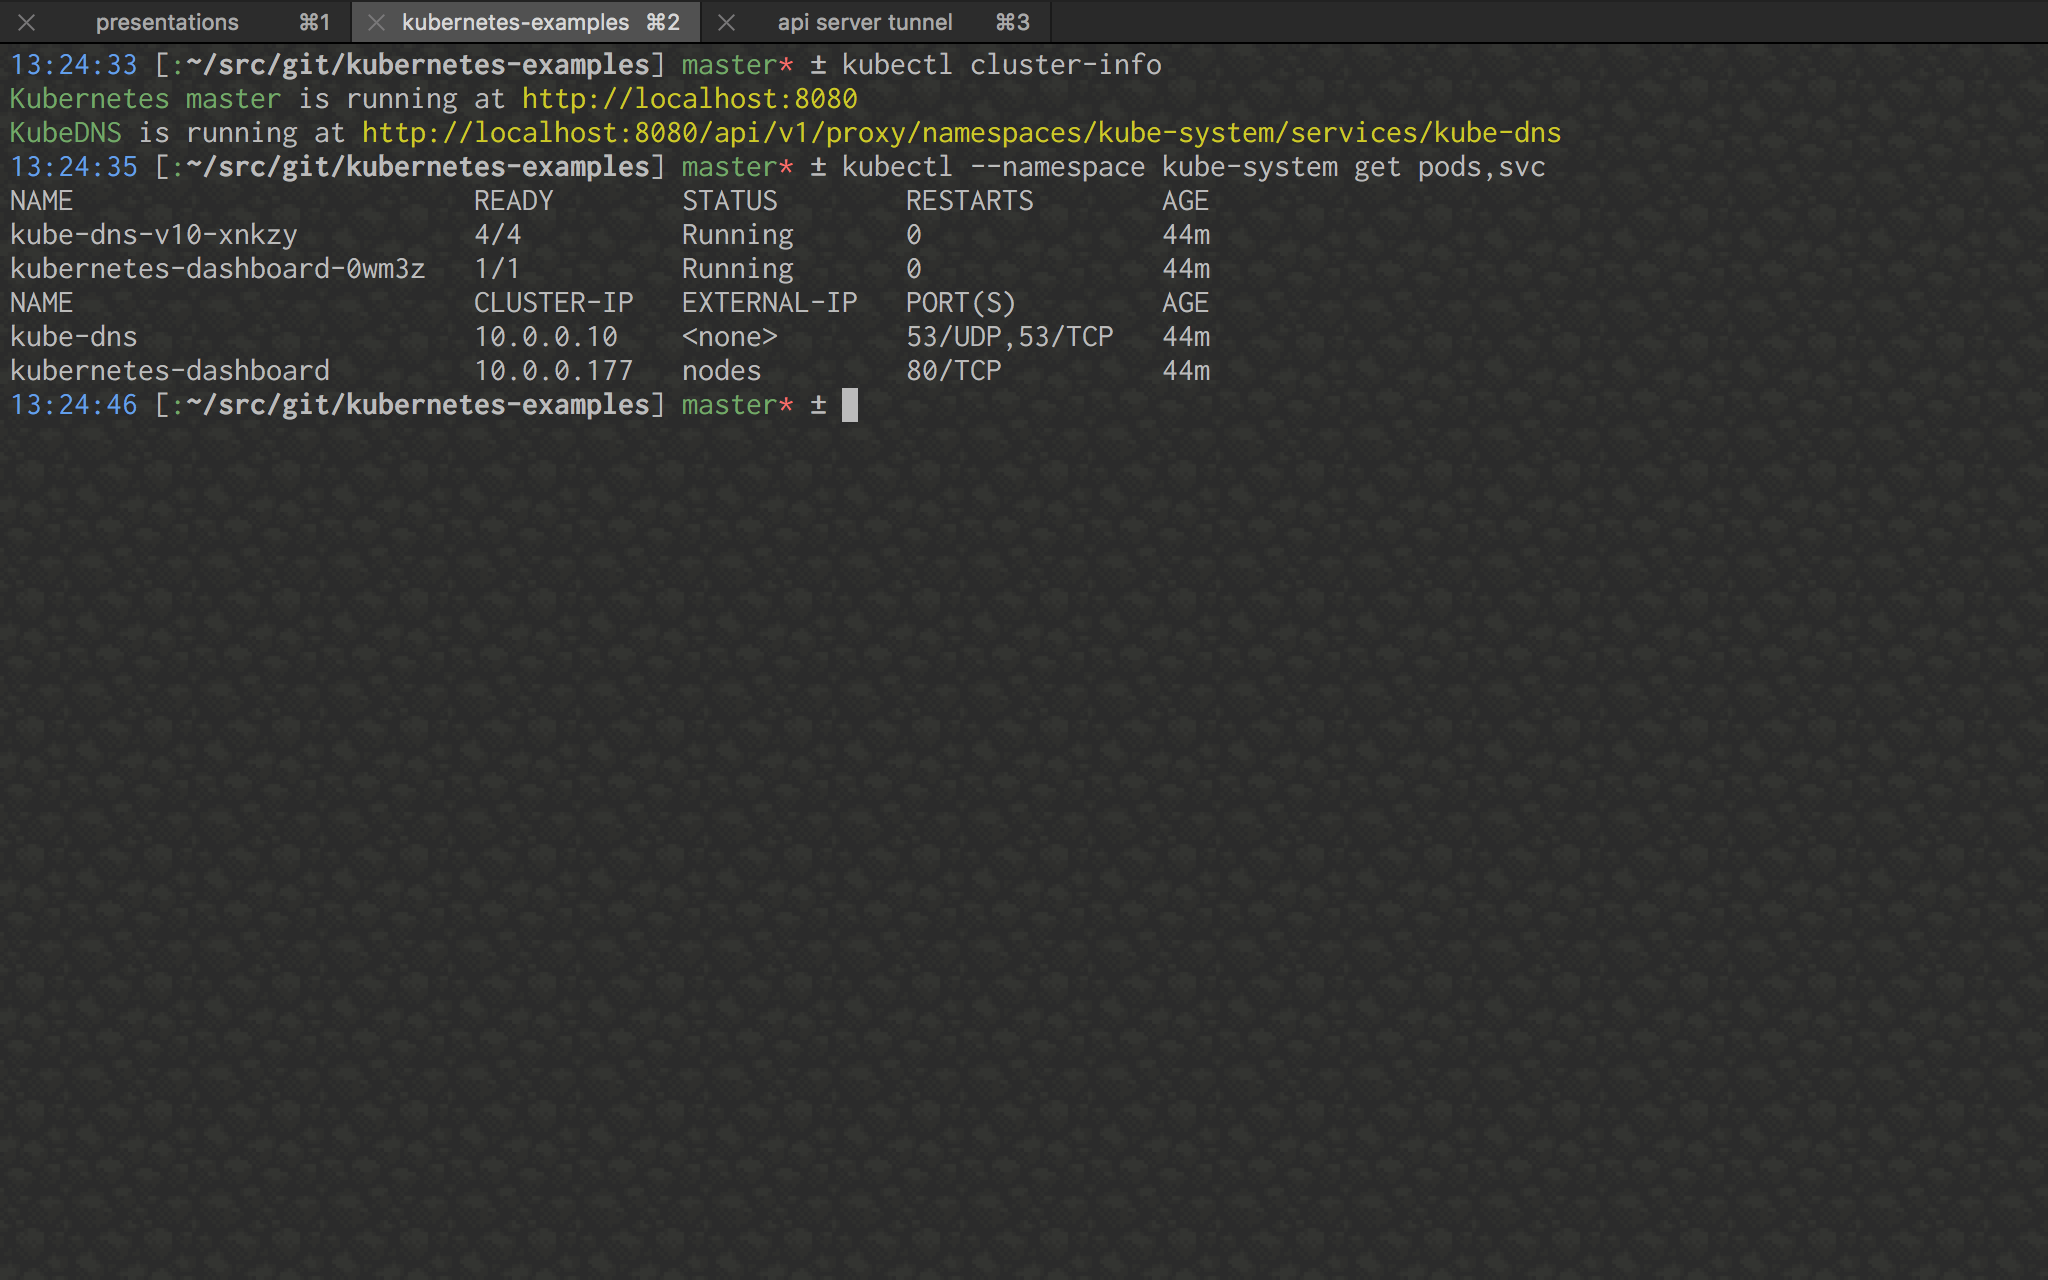 presentations ⌘1 kubernetes-examples ⌘2 api server tunnel ⌘3
13:24:33 [:~/src/git/kubernetes-examples] master* ± kubectl cluster-info
Kubernetes master is running at http://localhost:8080
KubeDNS is running at http://localhost:8080/api/v1/proxy/namespaces/kube-system/services/kube-dns
13:24:35 [:~/src/git/kubernetes-examples] master* ± kubectl --namespace kube-system get pods,svc
NAME READY STATUS RESTARTS AGE
kube-dns-v10-xnkzy 4/4 Running 0 44m
kubernetes-dashboard-0wm3z 1/1 Running 0 44m
NAME CLUSTER-IP EXTERNAL-IP PORT(S) AGE
kube-dns 10.0.0.10 <none> 53/UDP,53/TCP 44m
kubernetes-dashboard 10.0.0.177 nodes 80/TCP 44m
13:24:46 [:~/src/git/kubernetes-examples] master* ±